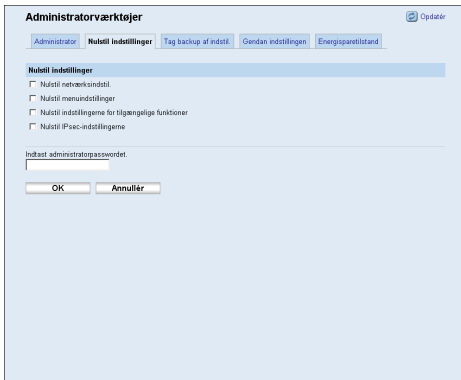 Administratorværktøjer
Opdatér
Administrator Nulstil indstillinger Tag backup af indstil. Gendan indstillingen Energisparetilstand
Nulstil indstillinger
Nulstil netværksindstil.
Nulstil menuindstillinger
Nulstil indstillingerne for tilgængelige funktioner
Nulstil IPsec-indstillingerne
Indtast administratorpasswordet.
OK Annullér